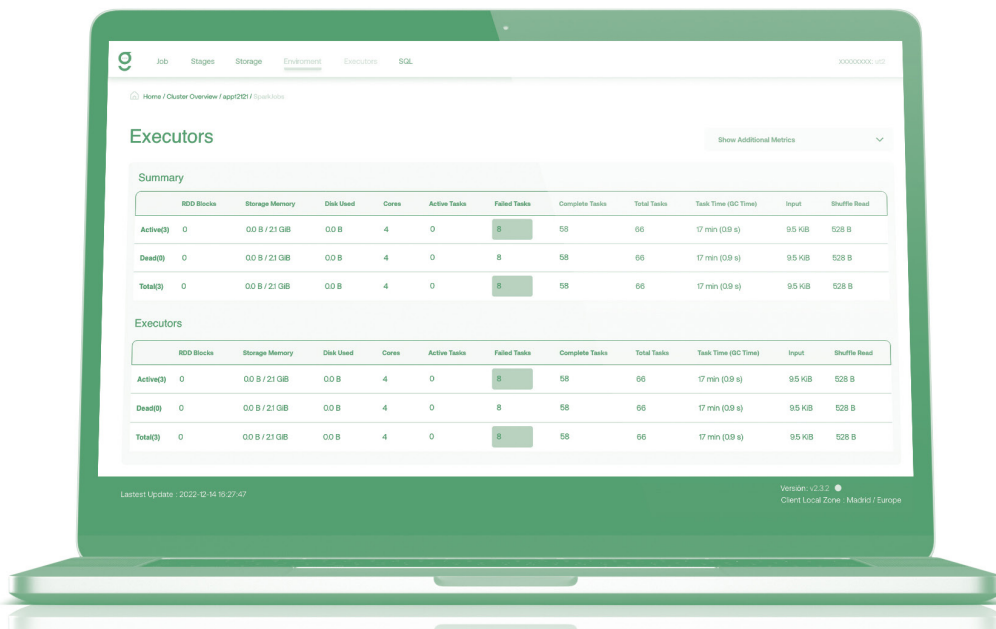 g Job Stages Storage Enviroment Executors SQL XXXXXXXXX: v50
Home / Cluster Overview / app12121 / SparkJobs
Executors Show Additional Metrics
Summary
RDD Blocks Storage Memory Disk Used Cores Active Tasks Failed Tasks Complete Tasks Total Tasks Task Time (GC Time) Input Shuffle Read
Active(3) 0 0.0 B / 2.1 GiB 0.0 B 4 0 8 58 66 17 min (0.9 s) 9.5 KiB 528 B
Dead(0) 0 0.0 B / 2.1 GiB 0.0 B 4 0 8 58 66 17 min (0.9 s) 9.5 KiB 528 B
Total(3) 0 0.0 B / 2.1 GiB 0.0 B 4 0 8 58 66 17 min (0.9 s) 9.5 KiB 528 B
Executors
RDD Blocks Storage Memory Disk Used Cores Active Tasks Failed Tasks Complete Tasks Total Tasks Task Time (GC Time) Input Shuffle Read
Active(3) 0 0.0 B / 2.1 GiB 0.0 B 4 0 8 58 66 17 min (0.9 s) 9.5 KiB 528 B
Dead(0) 0 0.0 B / 2.1 GiB 0.0 B 4 0 8 58 66 17 min (0.9 s) 9.5 KiB 528 B
Total(3) 0 0.0 B / 2.1 GiB 0.0 B 4 0 8 58 66 17 min (0.9 s) 9.5 KiB 528 B
Lastest Update : 2022-12-14 16:27:47
Versión: v2.3.2
Client Local Zone : Madrid / Europe